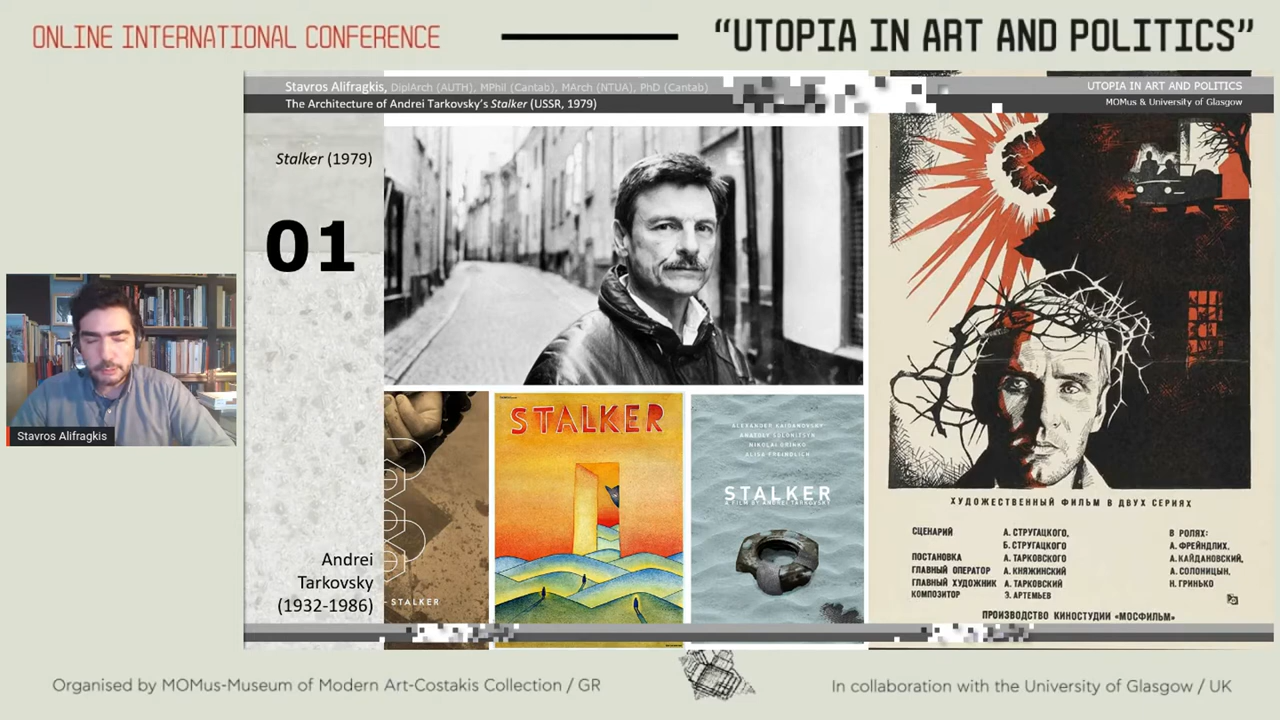 ONLINE INTERNATIONAL CONFERENCE
“UTOPIA IN ART AND POLITICS”
Stavros Alifragkis, DiplArch (AUTH), MPhil (Cantab), MArch (NTUA), PhD (Cantab)
The Architecture of Andrei Tarkovsky’s Stalker (USSR, 1979)
UTOPIA IN ART AND POLITICS
MOMus & University of Glasgow
Stalker (1979)
01
Andrei
Tarkovsky
(1932-1986)
Stavros Alifragkis
STALKER
STALKER
ALEXANDER KAIDANOVSKY
ANATOLY SOLONITSYN
NIKOLAI GRINKO
ALISA FREINDLICH
STALKER
A FILM BY ANDREI TARKOVSKY
ХУДОЖЕСТВЕННЫЙ ФИЛЬМ В ДВУХ СЕРИЯХ
СЦЕНАРИЙ А. СТРУГАЦКОГО,
Б. СТРУГАЦКОГО
ПОСТАНОВКА А. ТАРКОВСКОГО
ГЛАВНЫЙ ОПЕРАТОР А. КНЯЖИНСКИЙ
ГЛАВНЫЙ ХУДОЖНИК А. ТАРКОВСКИЙ
КОМПОЗИТОР Э. АРТЕМЬЕВ
В РОЛЯХ:
А. ФРЕЙНДЛИХ,
А. КАЙДАНОВСКИЙ,
А. СОЛОНИЦЫН,
Н. ГРИНЬКО
ПРОИЗВОДСТВО КИНОСТУДИИ «МОСФИЛЬМ»
Organised by MOMus-Museum of Modern Art-Costakis Collection / GR
In collaboration with the University of Glasgow / UK